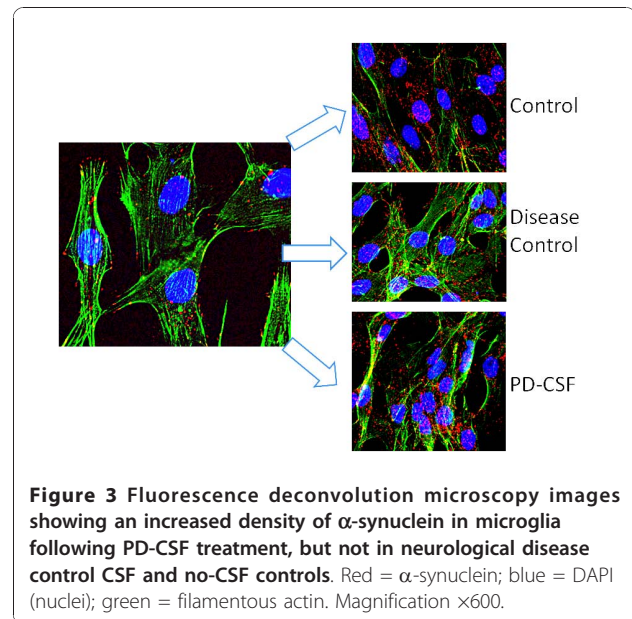 Control
Disease
Control
PD-CSF
Figure 3 Fluorescence deconvolution microscopy images
showing an increased density of α-synuclein in microglia
following PD-CSF treatment, but not in neurological disease
control CSF and no-CSF controls. Red = α-synuclein; blue = DAPI
(nuclei); green = filamentous actin. Magnification ×600.